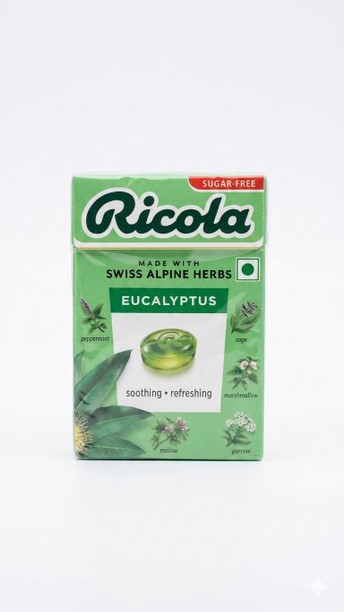 SUGAR-FREE
Ricola
MADE WITH
SWISS ALPINE HERBS
EUCALYPTUS
peppermint
sage
soothing • refreshing
marshmallow
mallow
yarrow